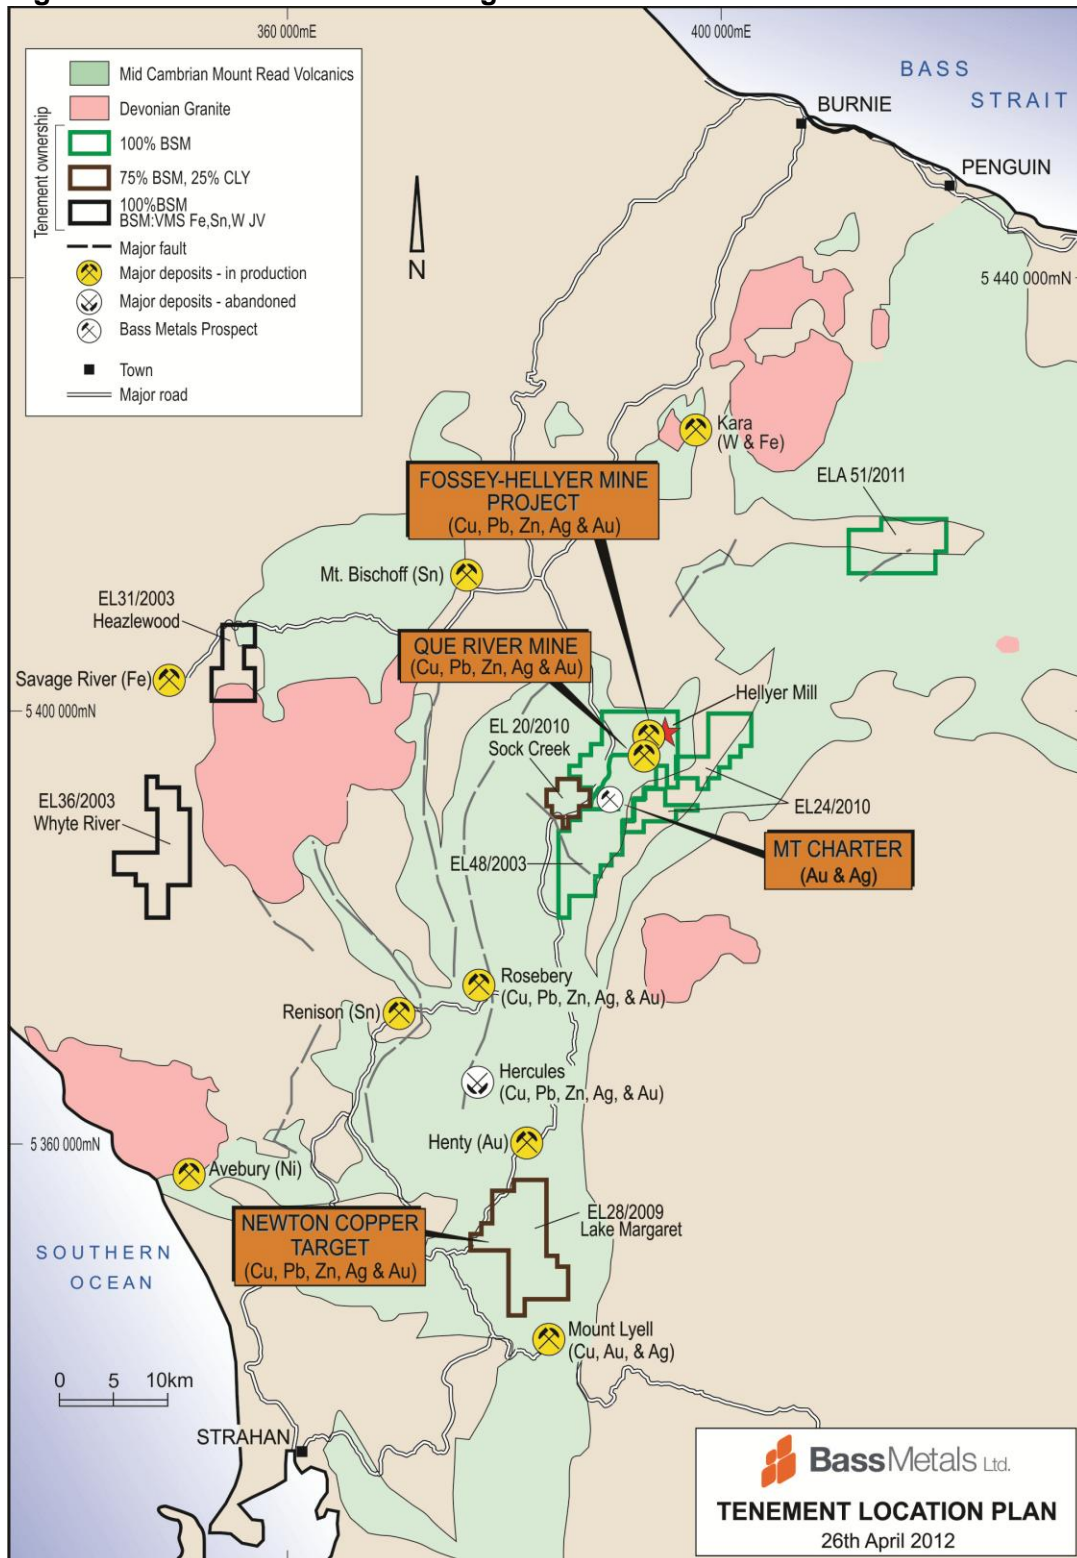 360 000mE
400 000mE
BASS
STRAIT
BURNIE
PENGUIN
Tenement ownership
Mid Cambrian Mount Read Volcanics
Devonian Granite
100% BSM
75% BSM, 25% CLY
100%BSM
BSM:VMS Fe,Sn,W JV
Major fault
Major deposits - in production
Major deposits - abandoned
Bass Metals Prospect
Town
Major road
N
5 440 000mN
Kara
(W & Fe)
FOSSEY-HELLYER MINE
PROJECT
(Cu, Pb, Zn, Ag & Au)
ELA 51/2011
Mt. Bischoff (Sn)
EL31/2003
Heazlewood
QUE RIVER MINE
(Cu, Pb, Zn, Ag & Au)
Savage River (Fe)
Hellyer Mill
5 400 000mN
EL 20/2010
Sock Creek
EL36/2003
Whyte River
EL24/2010
EL48/2003
MT CHARTER
(Au & Ag)
Rosebery
(Cu, Pb, Zn, Ag, & Au)
Renison (Sn)
Hercules
(Cu, Pb, Zn, Ag, & Au)
5 360 000mN
Henty (Au)
Avebury (Ni)
NEWTON COPPER
TARGET
(Cu, Pb, Zn, Ag & Au)
EL28/2009
Lake Margaret
SOUTHERN
OCEAN
Mount Lyell
(Cu, Au, & Ag)
0 5 10km
STRAHAN
BassMetals Ltd.
TENEMENT LOCATION PLAN
26th April 2012